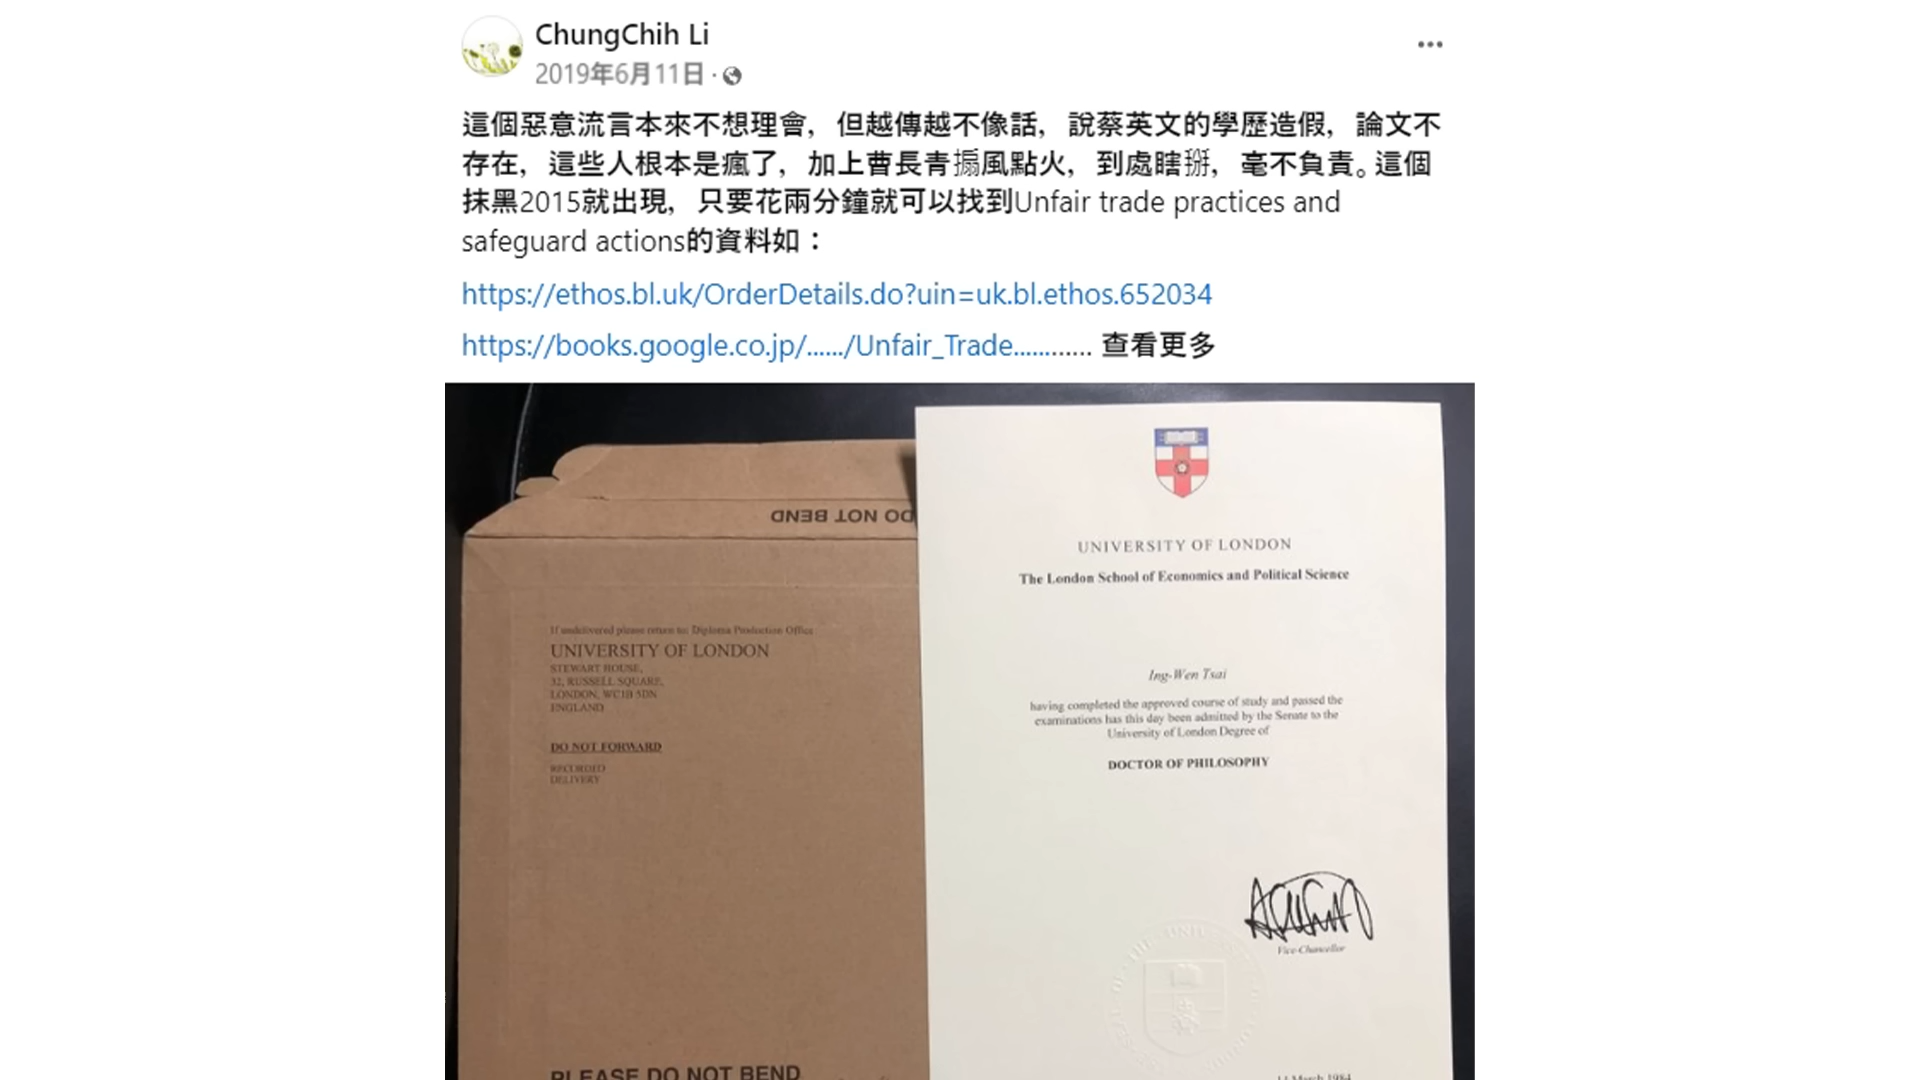 ChungChih Li
2019年6月11日 ·
這個惡意流言本來不想理會，但越傳越不像話，說蔡英文的學歷造假，論文不
存在，這些人根本是瘋了，加上曹長青搧風點火，到處瞎掰，毫不負責。這個
抹黑2015就出現，只要花兩分鐘就可以找到Unfair trade practices and
safeguard actions的資料如：
https://ethos.bl.uk/OrderDetails.do?uin=uk.bl.ethos.652034
https://books.google.co.jp/....../Unfair_Trade............ 查看更多
DO NOT BEND
If undelivered please return to: Diploma Production Office
UNIVERSITY OF LONDON
STEWART HOUSE,
32, RUSSELL SQUARE,
LONDON, WC1B 5DN
ENGLAND
DO NOT FORWARD
RECORDED
DELIVERY
PLEASE DO NOT BEND
UNIVERSITY OF LONDON
The London School of Economics and Political Science
Ing-Wen Tsai
having completed the approved course of study and passed the
examinations has this day been admitted by the Senate to the
University of London Degree of
DOCTOR OF PHILOSOPHY
Vice-Chancellor
14 March 1984